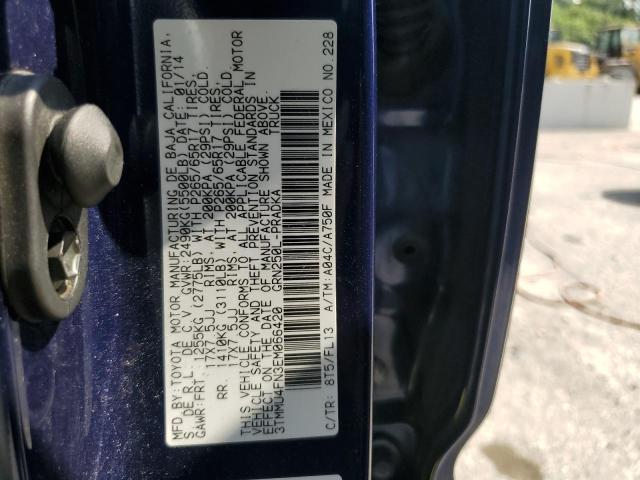 MFD.BY: TOYOTA MOTOR MANUFACTURING DE BAJA CALIFORNIA,
S. DE R.L. DE C.V. GVWR:2490KG(5500LB) DATE: 01/14
GAWR:FRT. 1255KG (2775LB) WITH P265/65R17 TIRES,
17X7.5JJ RIMS, AT 200KPA (29PSI) COLD.
RR. 1410KG (3110LB) WITH P265/65R17 TIRES,
17X7.5JJ RIMS, AT 200KPA (29PSI) COLD.
THIS VEHICLE CONFORMS TO ALL APPLICABLE FEDERAL MOTOR
VEHICLE SAFETY AND THEFT PREVENTION STANDARDS IN
EFFECT ON THE DATE OF MANUFACTURE SHOWN ABOVE.
3TMMU4FN3EM066420 GRN250L-PRADKA TRUCK
C/TR: 8T5/FL13 A/TM:A04C/A750F MADE IN MEXICO NO.228